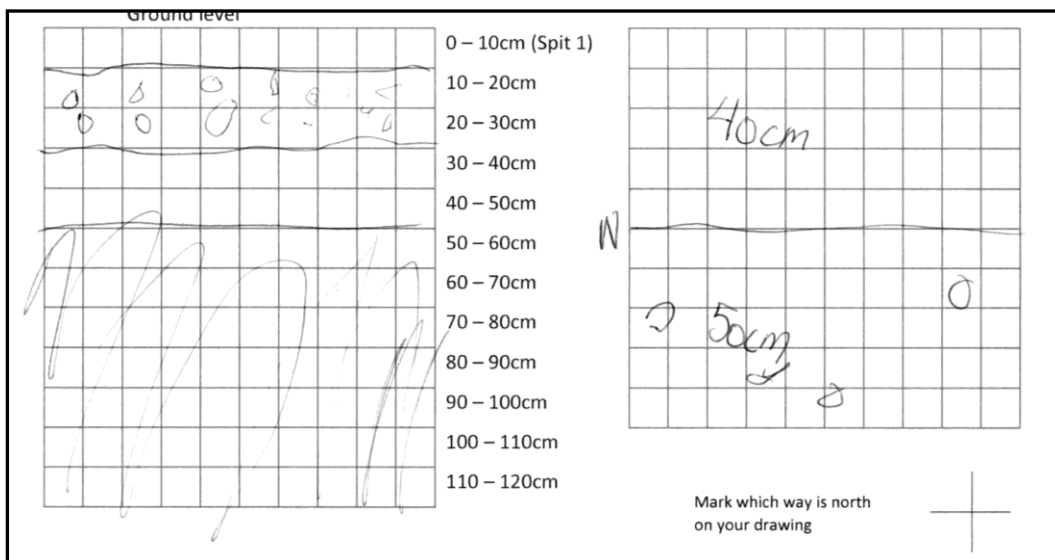 Ground level
0 – 10cm (Spit 1)
10 – 20cm
20 – 30cm
30 – 40cm
40 – 50cm
50 – 60cm
60 – 70cm
70 – 80cm
80 – 90cm
90 – 100cm
100 – 110cm
110 – 120cm
40cm
N
50cm
Mark which way is north
on your drawing